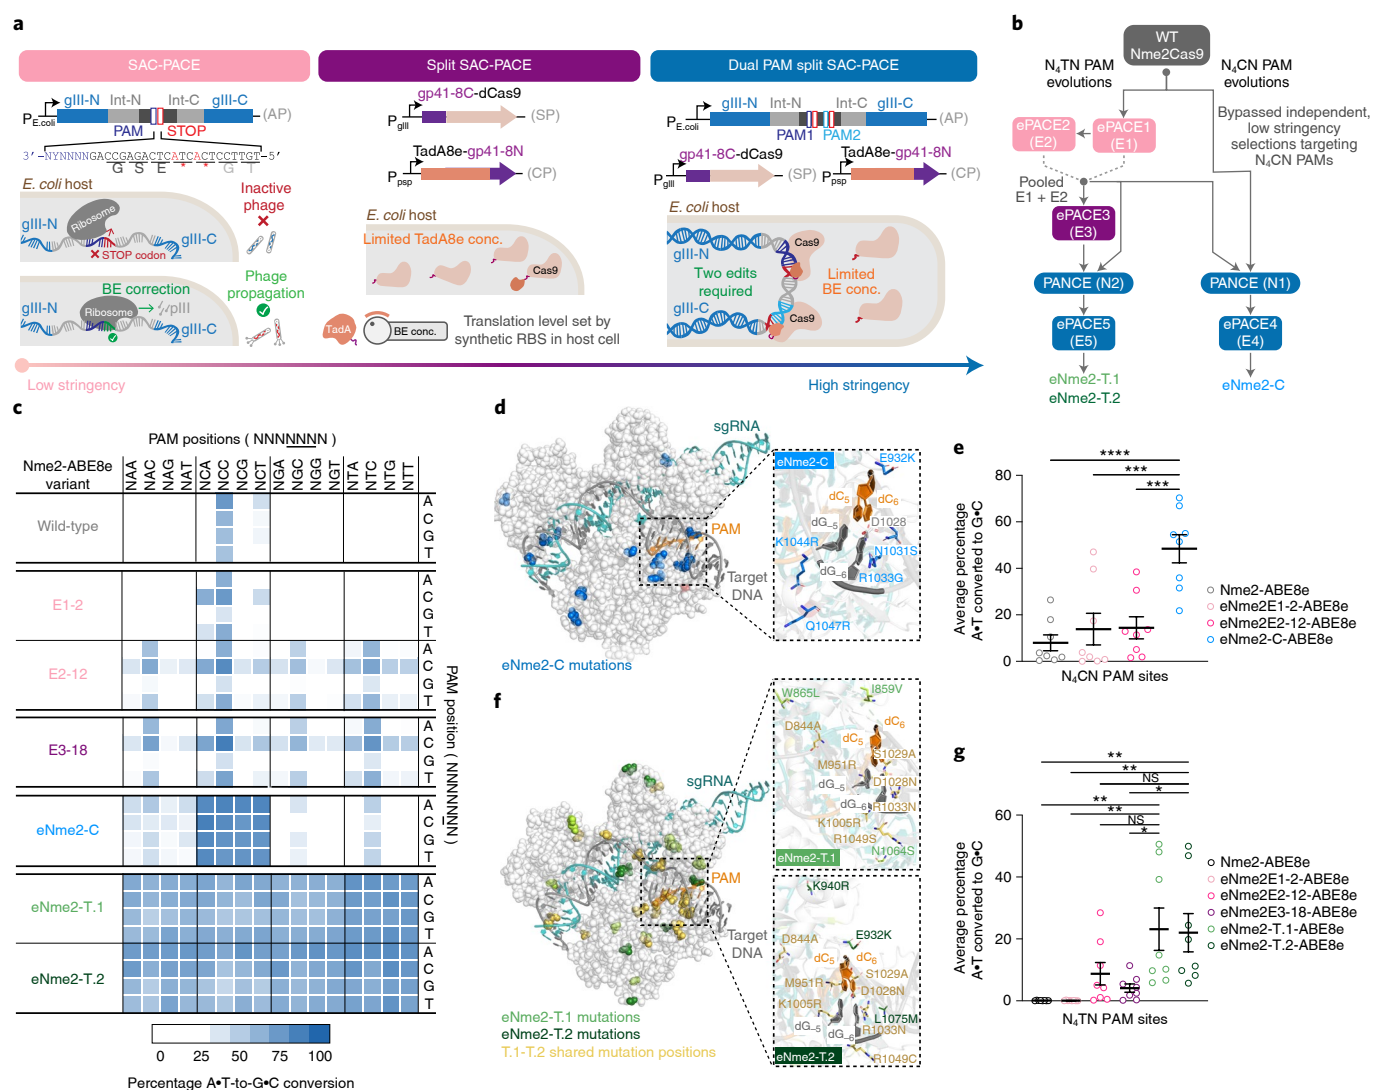 a
SAC-PACE
Split SAC-PACE
Dual PAM split SAC-PACE
gIII-N Int-N Int-C gIII-C
P_E.coli (AP)
PAM STOP
3′–NYNNNNGACCGAGACTCATCACTCCTTGT–5′
G S E * * G T
E. coli host
Ribosome
gIII-N
gIII-C
STOP codon
Inactive
phage
BE correction
gIII-N
Ribosome
pIII
gIII-C
Phage
propagation
gp41-8C-dCas9
P_gIII (SP)
TadA8e-gp41-8N
P_psp (CP)
E. coli host
Limited TadA8e conc.
Cas9
TadA
BE conc.
Translation level set by
synthetic RBS in host cell
gIII-N Int-N Int-C gIII-C
P_E.coli (AP)
PAM1 PAM2
gp41-8C-dCas9
TadA8e-gp41-8N
P_gIII (SP)
P_psp (CP)
E. coli host
gIII-N
Cas9
Two edits
required
Limited
BE conc.
gIII-C
Cas9
Low stringency
High stringency
b
WT
Nme2Cas9
N₄TN PAM
evolutions
N₄CN PAM
evolutions
ePACE2
(E2)
ePACE1
(E1)
Bypassed independent,
low stringency
selections targeting
N₄CN PAMs
Pooled
E1 + E2
ePACE3
(E3)
PANCE (N2)
PANCE (N1)
ePACE5
(E5)
ePACE4
(E4)
eNme2-T.1
eNme2-T.2
eNme2-C
c
PAM positions ( NNNNNNN )
Nme2-ABE8e
variant
NAA NAC NAG NAT NCA NCC NCG NCT NGA NGC NGG NGT NTA NTC NTG NTT
Wild-type
A
C
G
T
E1-2
A
C
G
T
E2-12
A
C
G
T
E3-18
A
C
G
T
eNme2-C
A
C
G
T
eNme2-T.1
A
C
G
T
eNme2-T.2
A
C
G
T
PAM position ( NNNNNNN )
0 25 50 75 100
Percentage A•T-to-G•C conversion
d
sgRNA
PAM
Target
DNA
eNme2-C mutations
eNme2-C
E932K
dC₅
dC₆
dG₋₅
D1028
K1044R
N1031S
dG₋₆
R1033G
Q1047R
e
Average percentage
A•T converted to G•C
80
60
40
20
0
****
***
***
N₄CN PAM sites
Nme2-ABE8e
eNme2E1-2-ABE8e
eNme2E2-12-ABE8e
eNme2-C-ABE8e
f
sgRNA
PAM
Target
DNA
eNme2-T.1 mutations
eNme2-T.2 mutations
T.1-T.2 shared mutation positions
W865L
I859V
D844A
dC₆
dC₅
S1029A
M951R
dG₋₅
D1028N
dG₋₆
R1033N
K1005R
R1049S
N1064S
eNme2-T.1
K940R
D844A
E932K
dC₅
dC₆
S1029A
M951R
D1028N
K1005R
L1075M
dG₋₅
dG₋₆
R1033N
R1049C
eNme2-T.2
g
Average percentage
A•T converted to G•C
60
40
20
0
**
**
NS
*
**
**
NS
*
N₄TN PAM sites
Nme2-ABE8e
eNme2E1-2-ABE8e
eNme2E2-12-ABE8e
eNme2E3-18-ABE8e
eNme2-T.1-ABE8e
eNme2-T.2-ABE8e